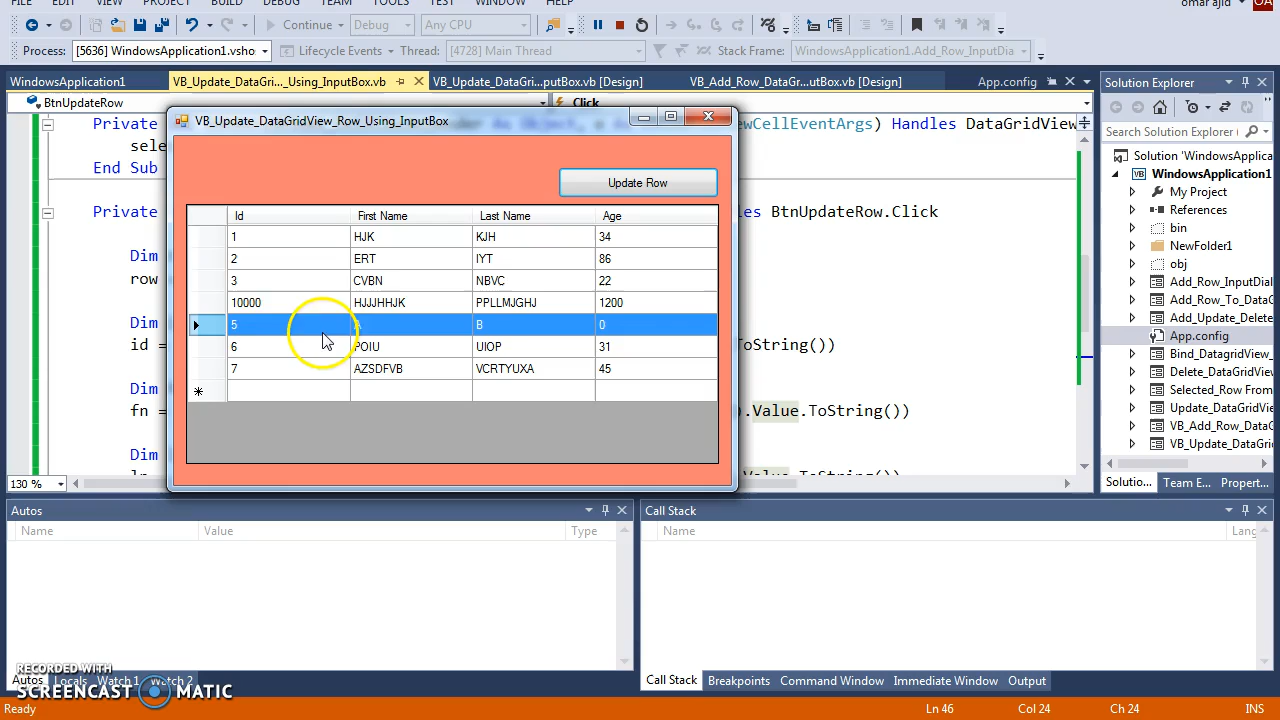 FILE EDIT VIEW PROJECT BUILD DEBUG TEAM TOOLS TEST WINDOW HELP omar ajid OA
Continue Debug Any CPU
Process: [5636] WindowsApplication1.vsho Lifecycle Events Thread: [4728] Main Thread Stack Frame: WindowsApplication1.Add_Row_InputDia
WindowsApplication1 VB_Update_DataGri..._Using_InputBox.vb VB_Update_DataG...putBox.vb [Design] VB_Add_Row_DataGr...utBox.vb [Design] App.config
BtnUpdateRow Click
Private
sele
End Sub
wCellEventArgs) Handles DataGridView
Private
les BtnUpdateRow.Click
Dim
row
Dim
id =
ToString())
Dim
fn =
).Value.ToString()
Dim
VB_Update_DataGridView_Row_Using_InputBox
Update Row
Id First Name Last Name Age
1 HJK KJH 34
2 ERT IYT 86
3 CVBN NBVC 22
10000 HJJJHHJK PPLLMJGHJ 1200
5 A B 0
6 POIU UIOP 31
7 AZSDFVB VCRTYUXA 45
130 %
Solution Explorer
Search Solution Explorer (
Solution 'WindowsApplica
WindowsApplication1
My Project
References
bin
NewFolder1
obj
Add_Row_InputDial
Add_Row_To_DataG
Add_Update_Delete
App.config
Bind_DatagridView_
Delete_DataGridView
Selected_Row From
Update_DataGridVie
VB_Add_Row_DataG
VB_Update_DataGrid
Solutio... Team E... Propert...
Autos
Name Value Type
Call Stack
Name Lang
Autos Locals Watch 1 Watch 2
Call Stack Breakpoints Command Window Immediate Window Output
RECORDED WITH
SCREENCAST MATIC
Ready Ln 46 Col 24 Ch 24 INS